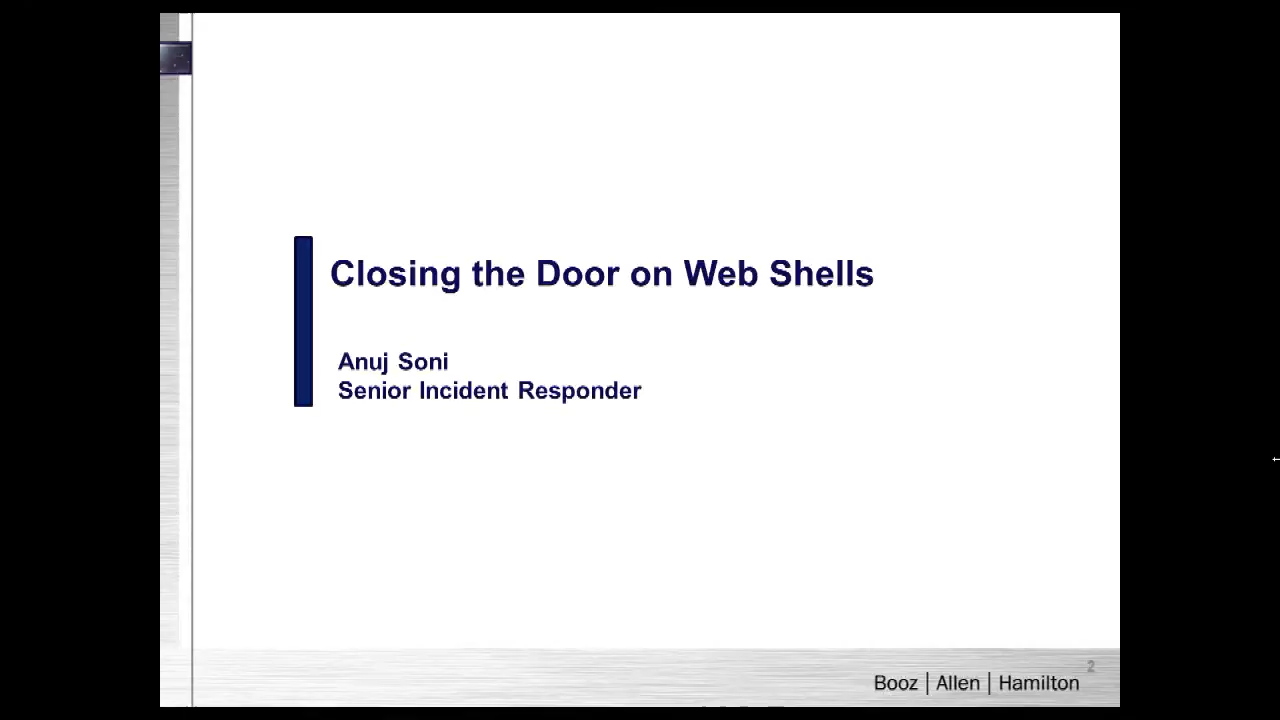 Closing the Door on Web Shells
Anuj Soni
Senior Incident Responder
2
Booz | Allen | Hamilton